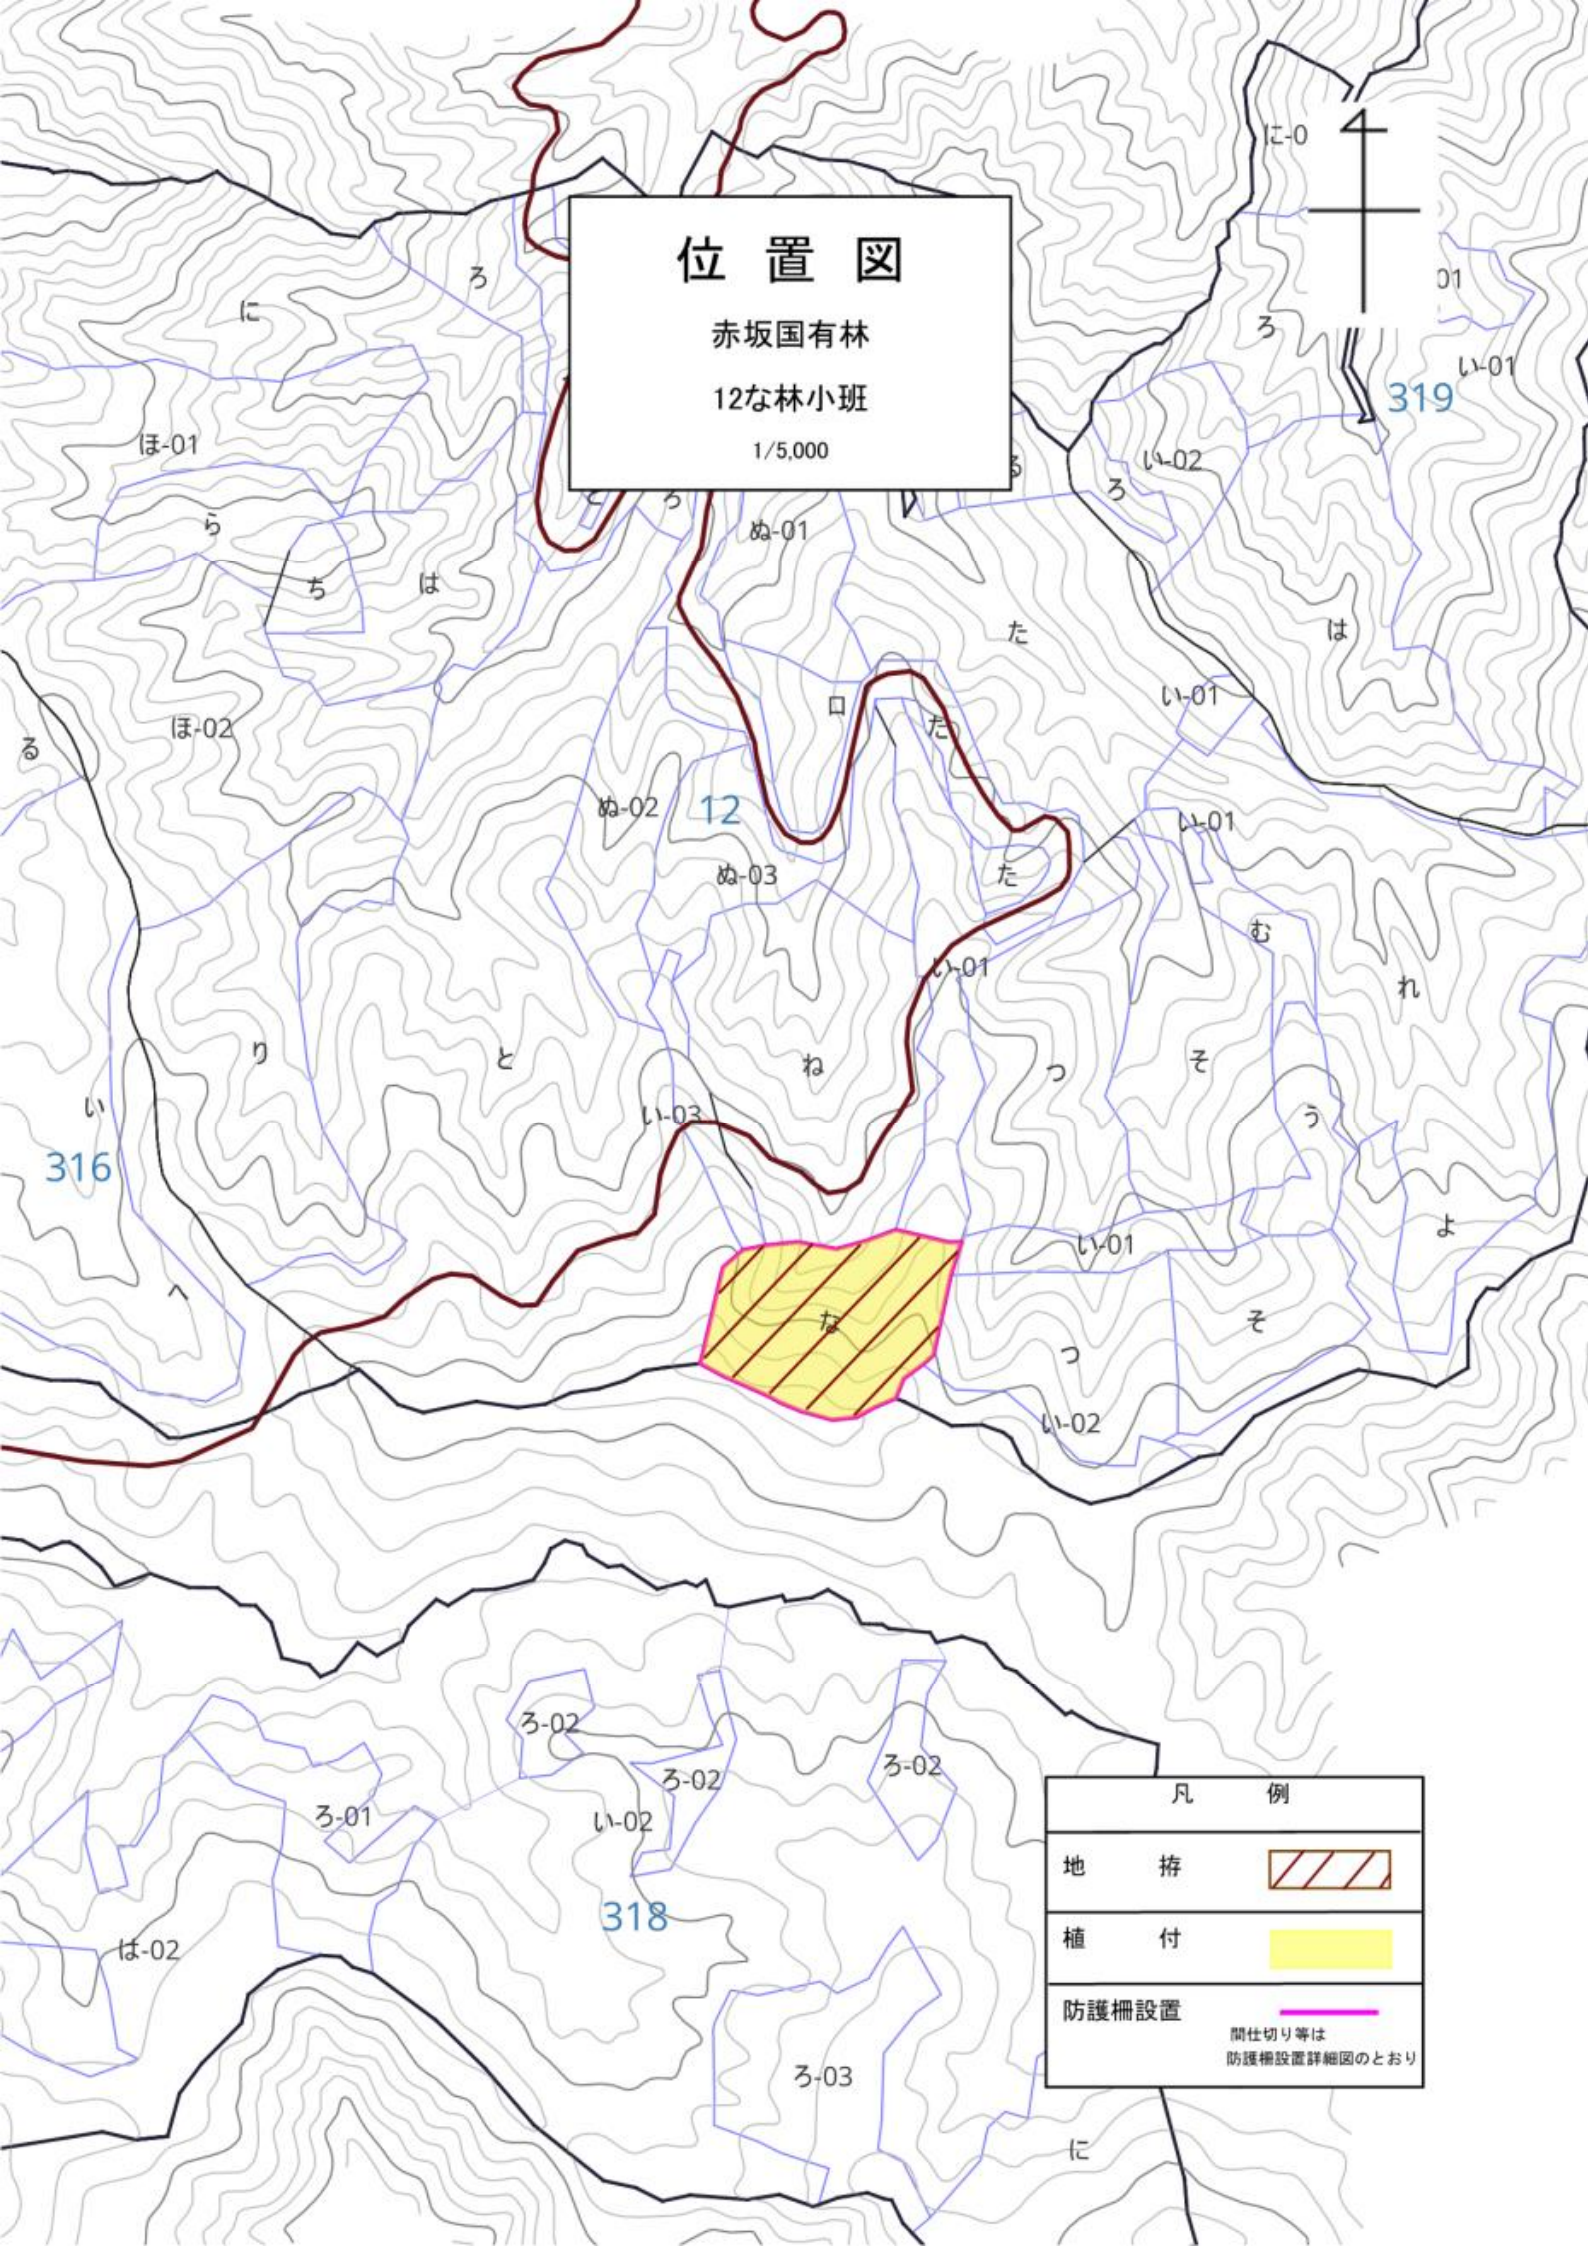 に-0
位置図
赤坂国有林
12な林小班
1/5,000
ろ
に
01
ろ
い-01
319
ほ-01
い-02
ろ
る
ら
と
ろ
ぬ-01
ち
は
た
は
ほ-02
る
い-01
ロ
た
ぬ-02
12
い-01
ぬ-03
た
む
い-01
れ
り
と
ね
つ
そ
い
い-03
う
316
よ
い-01
へ
な
そ
つ
い-02
ろ-02
ろ-02
ろ-02
ろ-01
い-02
318
は-02
ろ-03
に
凡例
地拵
植付
防護柵設置
間仕切り等は
防護柵設置詳細図のとおり